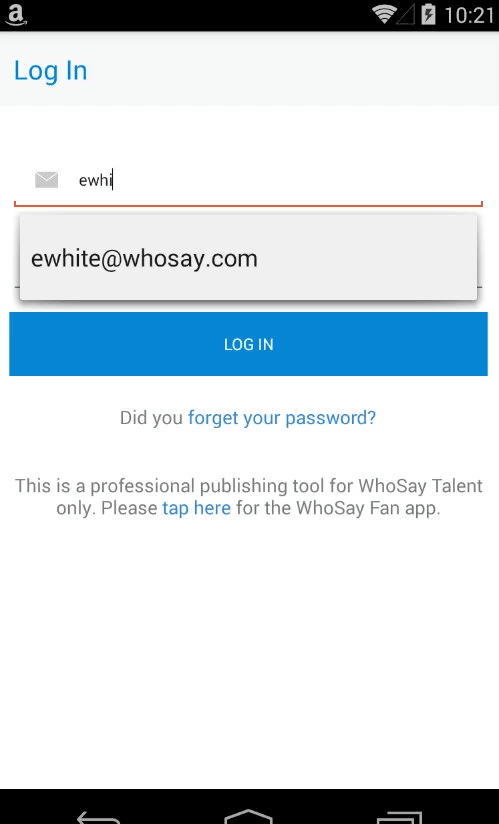 10:21
Log In
ewhi
ewhite@whosay.com
LOG IN
Did you forget your password?
This is a professional publishing tool for WhoSay Talent
only. Please tap here for the WhoSay Fan app.